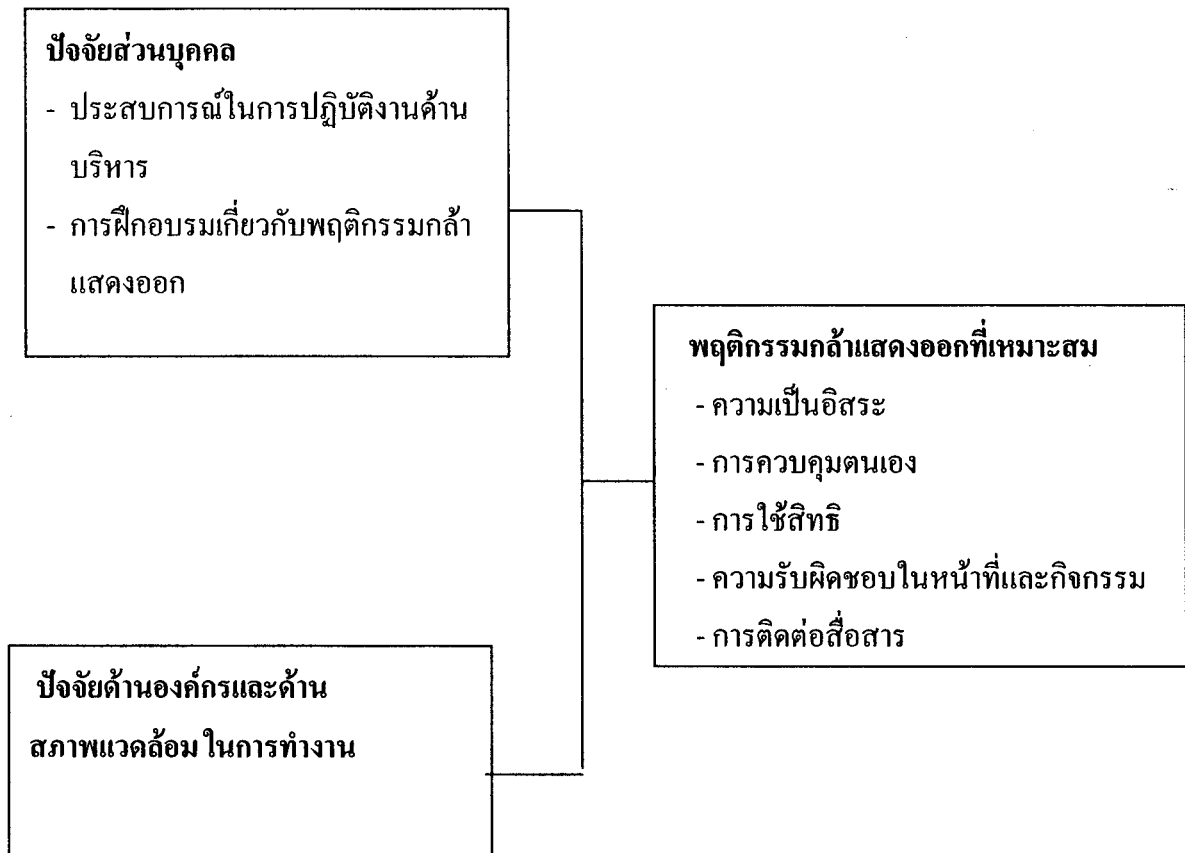 ปัจจัยส่วนบุคคล
- ประสบการณ์ในการปฏิบัติงานด้าน
บริหาร
- การฝึกอบรมเกี่ยวกับพฤติกรรมกล้า
แสดงออก
พฤติกรรมกล้าแสดงออกที่เหมาะสม
- ความเป็นอิสระ
- การควบคุมตนเอง
- การใช้สิทธิ
- ความรับผิดชอบในหน้าที่และกิจกรรม
- การติดต่อสื่อสาร
ปัจจัยด้านองค์กรและด้าน
สภาพแวดล้อม ในการทำงาน